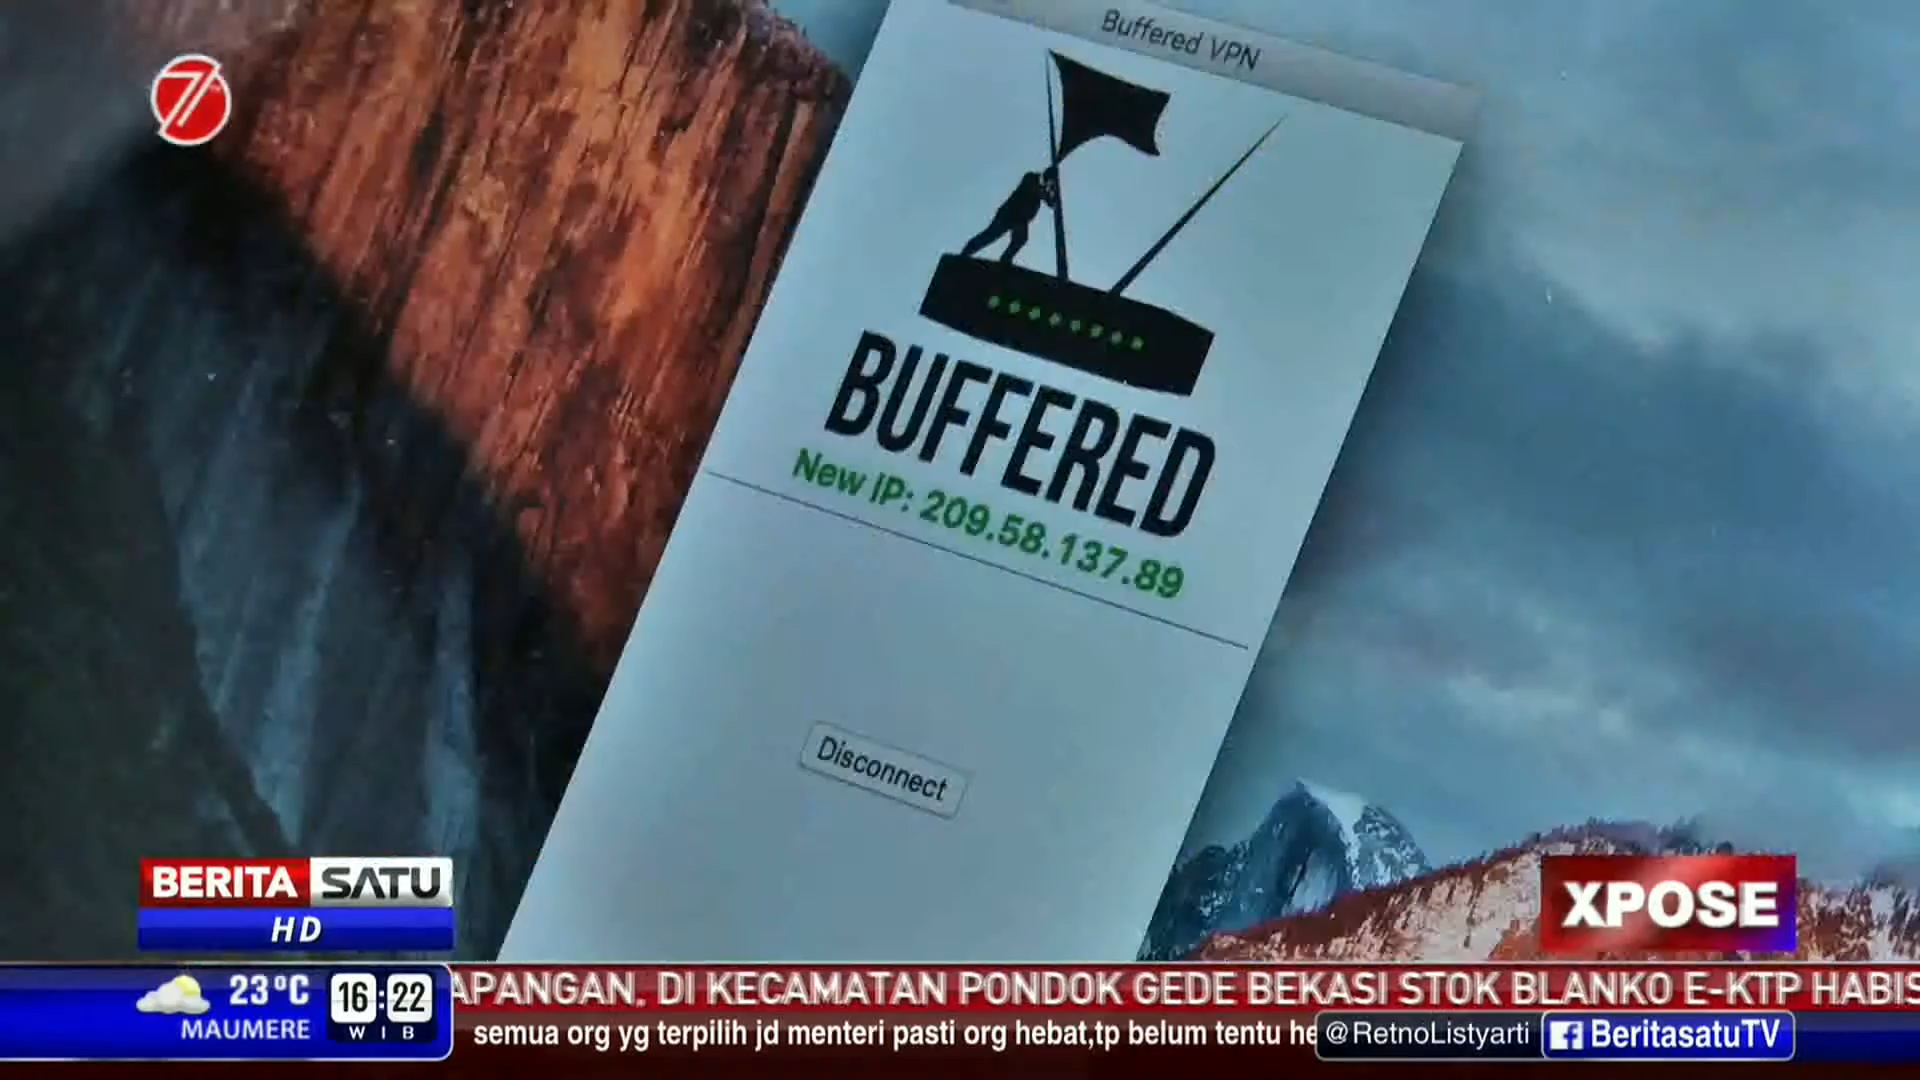 Buffered VPN
7
BUFFERED
New IP: 209.58.137.89
Disconnect
BERITA SATU
HD
XPOSE
23°C
MAUMERE
16:22
WIB
APANGAN, DI KECAMATAN PONDOK GEDE BEKASI STOK BLANKO E-KTP HABIS
semua org yg terpilih jd menteri pasti org hebat,tp belum tentu he
@RetnoListyarti
BeritasatuTV